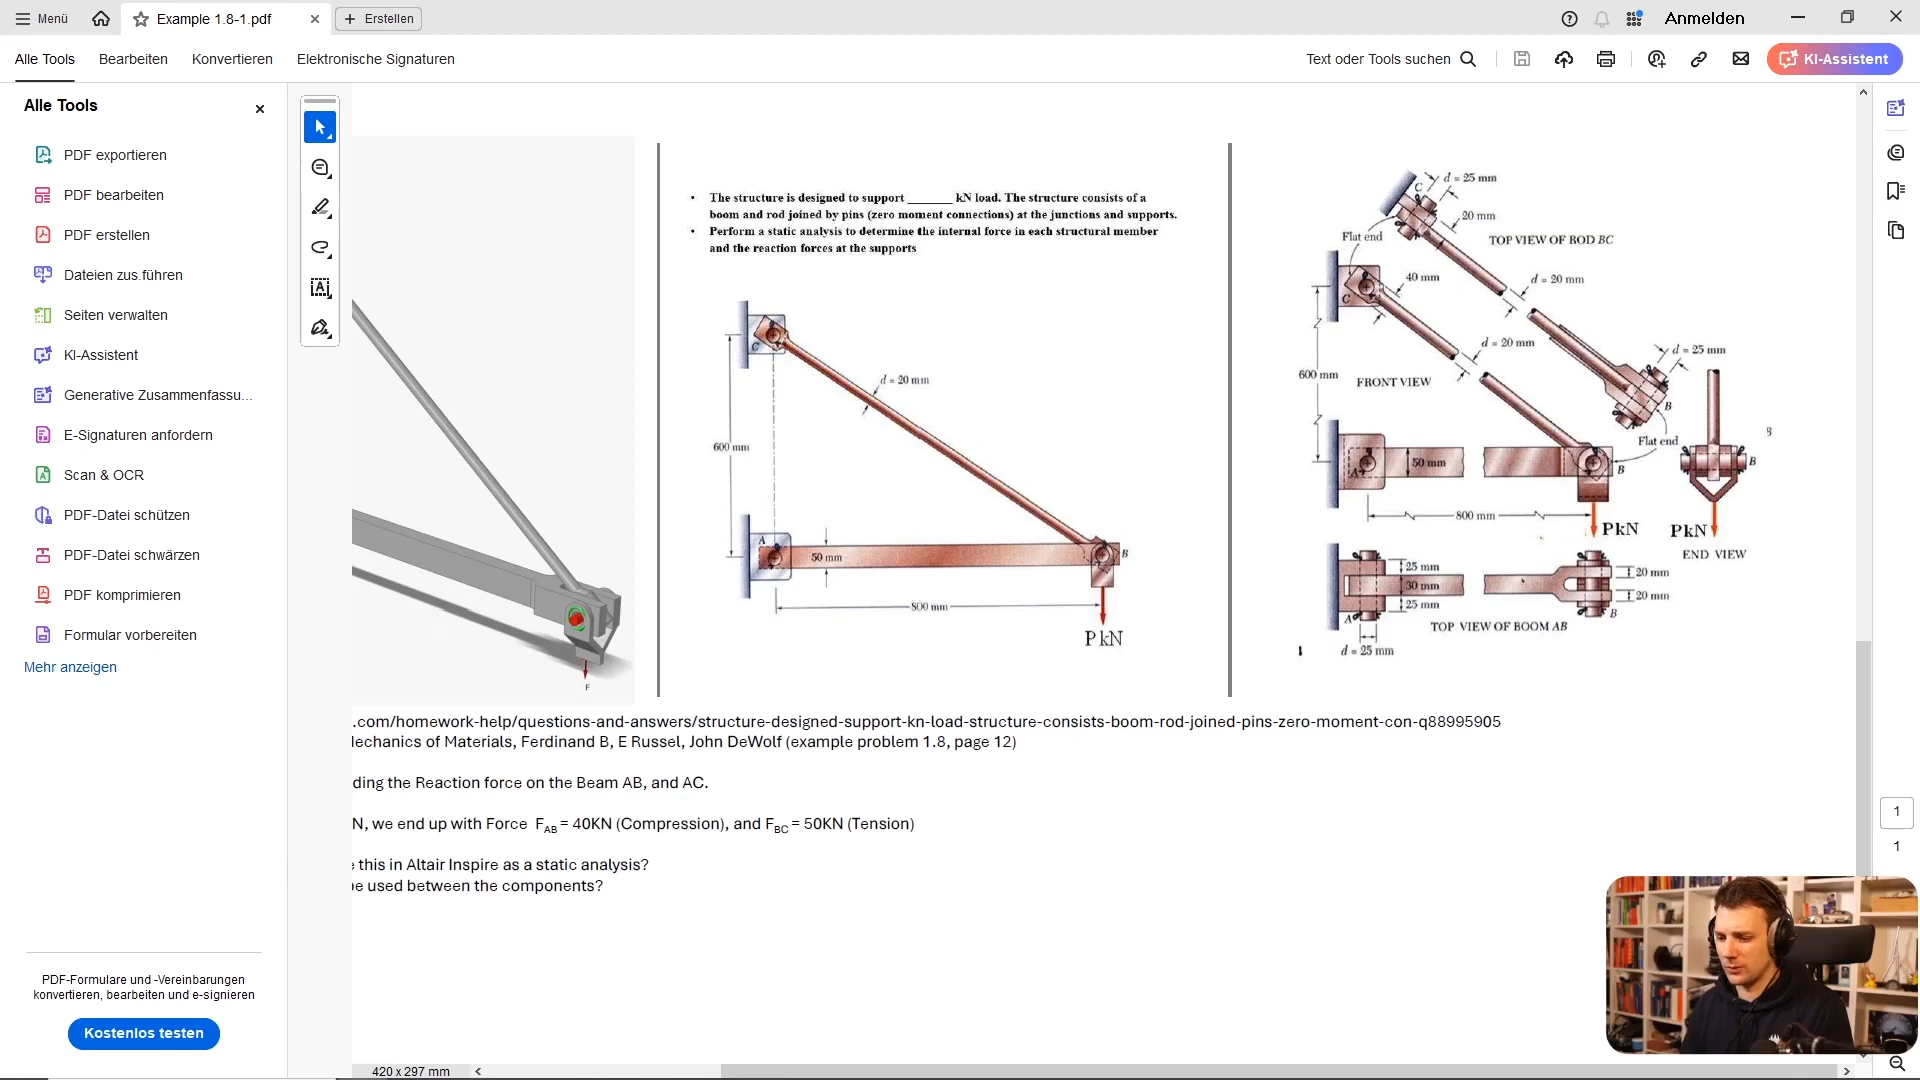 Menü
Example 1.8-1.pdf
Erstellen
Anmelden
Alle Tools
Bearbeiten
Konvertieren
Elektronische Signaturen
Text oder Tools suchen
KI-Assistent
Alle Tools
PDF exportieren
PDF bearbeiten
PDF erstellen
Dateien zus.führen
Seiten verwalten
KI-Assistent
Generative Zusammenfassu...
E-Signaturen anfordern
Scan & OCR
PDF-Datei schützen
PDF-Datei schwärzen
PDF komprimieren
Formular vorbereiten
Mehr anzeigen
PDF-Formulare und -Vereinbarungen
konvertieren, bearbeiten und e-signieren
Kostenlos testen
F
• The structure is designed to support ________ kN load. The structure consists of a
boom and rod joined by pins (zero moment connections) at the junctions and supports.
• Perform a static analysis to determine the internal force in each structural member
and the reaction forces at the supports
C
d = 20 mm
600 mm
A
50 mm
B
800 mm
P kN
C
d = 25 mm
20 mm
Flat end
TOP VIEW OF ROD BC
40 mm
C
d = 20 mm
d = 20 mm
d = 25 mm
600 mm
FRONT VIEW
B
Flat end
A
50 mm
B
B
800 mm
PkN
PkN
END VIEW
25 mm
20 mm
30 mm
20 mm
25 mm
A
B
TOP VIEW OF BOOM AB
d = 25 mm
.com/homework-help/questions-and-answers/structure-designed-support-kn-load-structure-consists-boom-rod-joined-pins-zero-moment-con-q88995905
Mechanics of Materials, Ferdinand B, E Russel, John DeWolf (example problem 1.8, page 12)
ding the Reaction force on the Beam AB, and AC.
N, we end up with Force FAB = 40KN (Compression), and FBC = 50KN (Tension)
this in Altair Inspire as a static analysis?
be used between the components?
1
1
420 x 297 mm